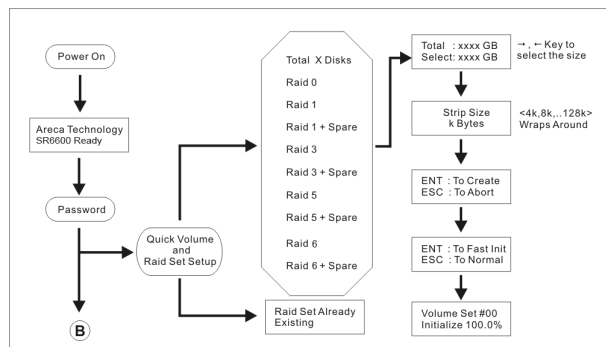 Power On
Areca Technology
SR6600 Ready
Password
B
Quick Volume
and
Raid Set Setup
Total X Disks
Raid 0
Raid 1
Raid 1 + Spare
Raid 3
Raid 3 + Spare
Raid 5
Raid 5 + Spare
Raid 6
Raid 6 + Spare
Raid Set Already
Existing
Total : xxxx GB
Select: xxxx GB
→ , ← Key to
select the size
Strip Size
k Bytes
<4k,8k,..128k>
Wraps Around
ENT : To Create
ESC : To Abort
ENT : To Fast Init
ESC : To Normal
Volume Set #00
Initialize 100.0%